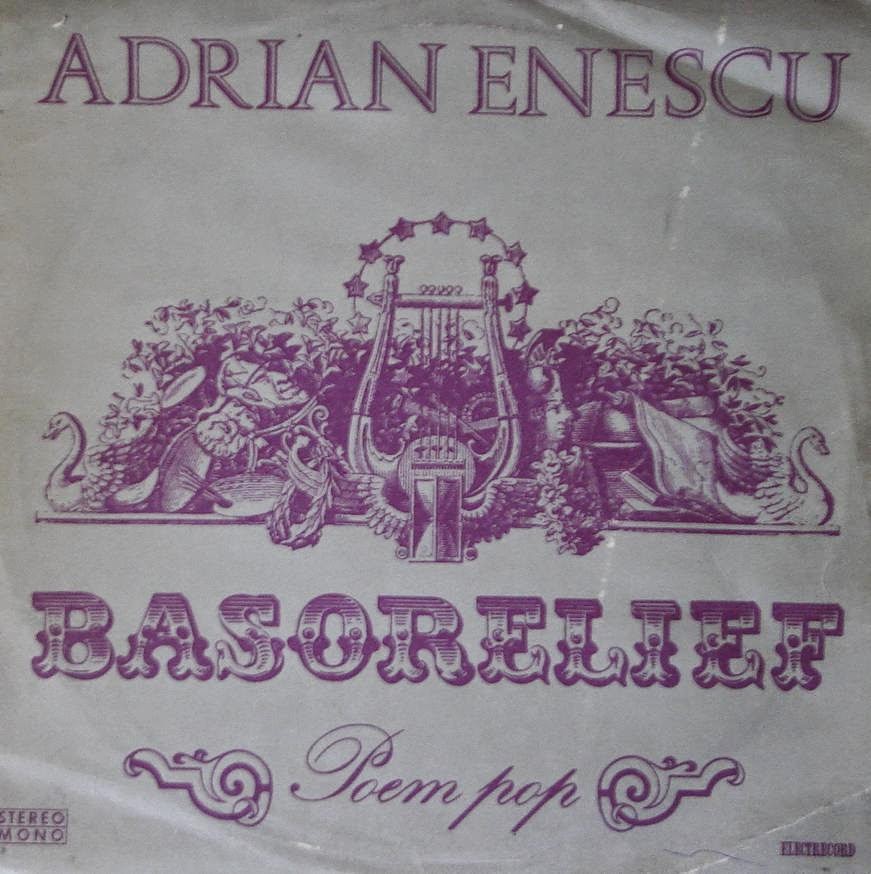 ADRIAN ENESCU
BASORELIEF
Poem pop
STEREO
MONO
ELECTRECORD